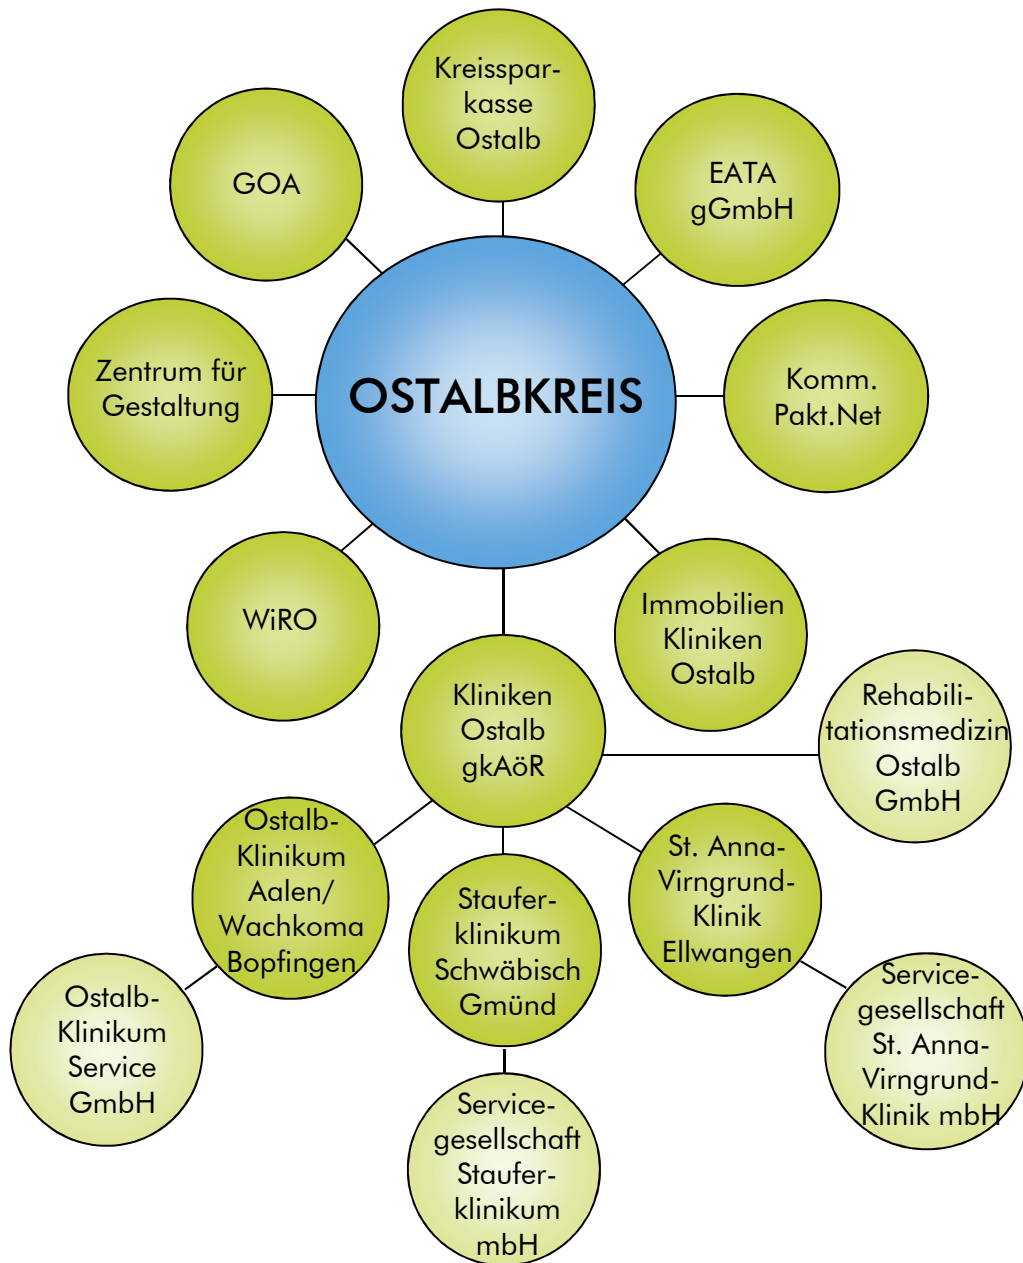 Kreisspar-
kasse
Ostalb
GOA
EATA
gGmbH
Zentrum für
Gestaltung
OSTALBKREIS
Komm.
Pakt.Net
WiRO
Immobilien
Kliniken
Ostalb
Kliniken
Ostalb
gkAöR
Rehabili-
tationsmedizin
Ostalb
GmbH
Ostalb-
Klinikum
Aalen/
Wachkoma
Bopfingen
Staufer-
klinikum
Schwäbisch
Gmünd
St. Anna-
Virngrund-
Klinik
Ellwangen
Ostalb-
Klinikum
Service
GmbH
Service-
gesellschaft
Staufer-
klinikum
mbH
Service-
gesellschaft
St. Anna-
Virngrund-
Klinik mbH